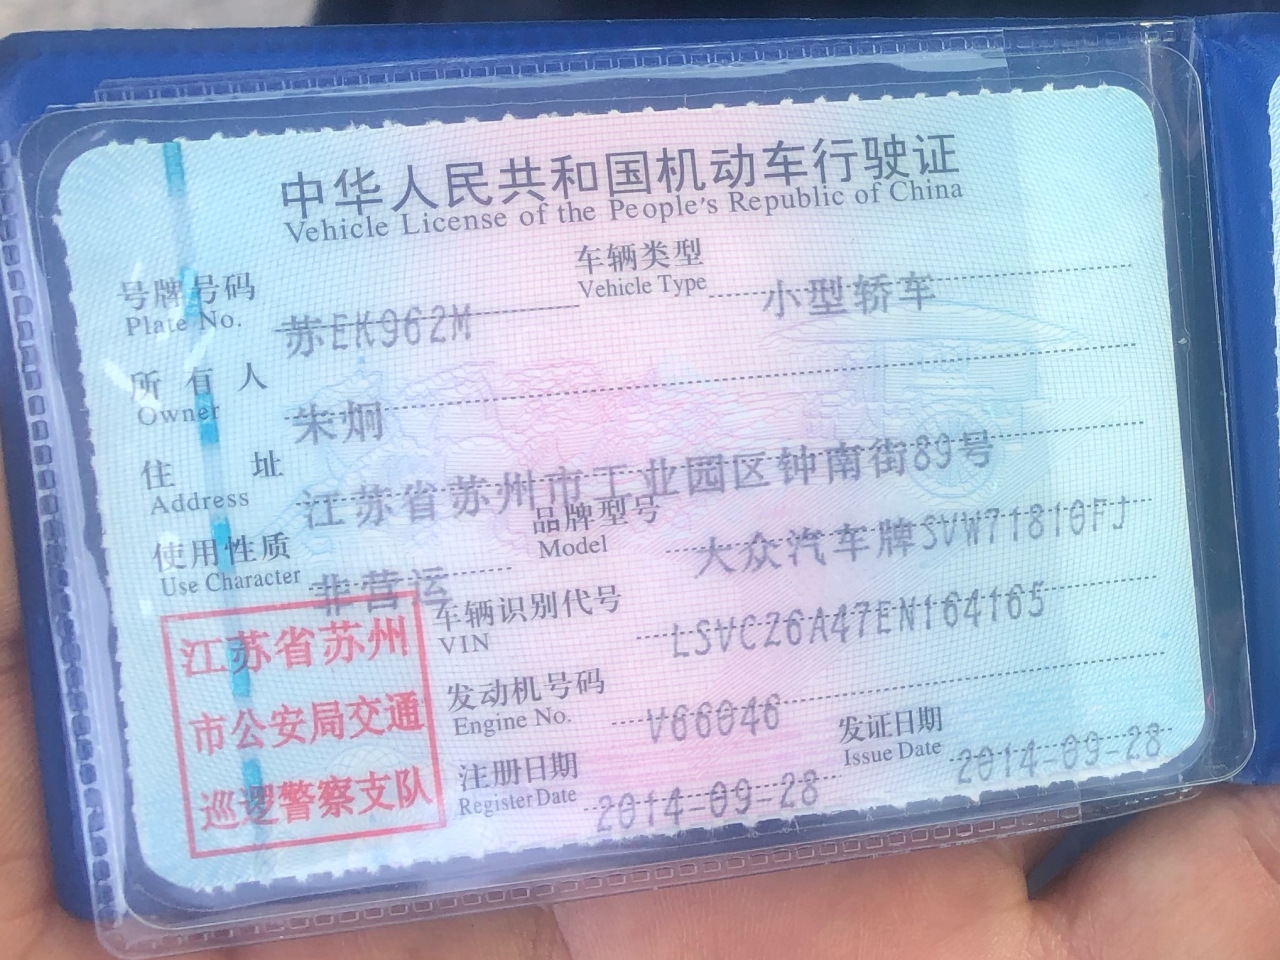 中华人民共和国机动车行驶证
Vehicle License of the People's Republic of China
号牌号码 苏EK962M 车辆类型 小型轿车
Plate No. Vehicle Type
所有人 朱炯
Owner
住址 江苏省苏州市工业园区钟南街89号
Address
使用性质 非营运 品牌型号 大众汽车牌SVW71810FJ
Use Character Model
车辆识别代号 LSVCZ6A47EN164165
VIN
发动机号码 V66046
Engine No.
注册日期 2014-09-28 发证日期 2014-09-28
Register Date Issue Date
江苏省苏州
市公安局交通
巡逻警察支队